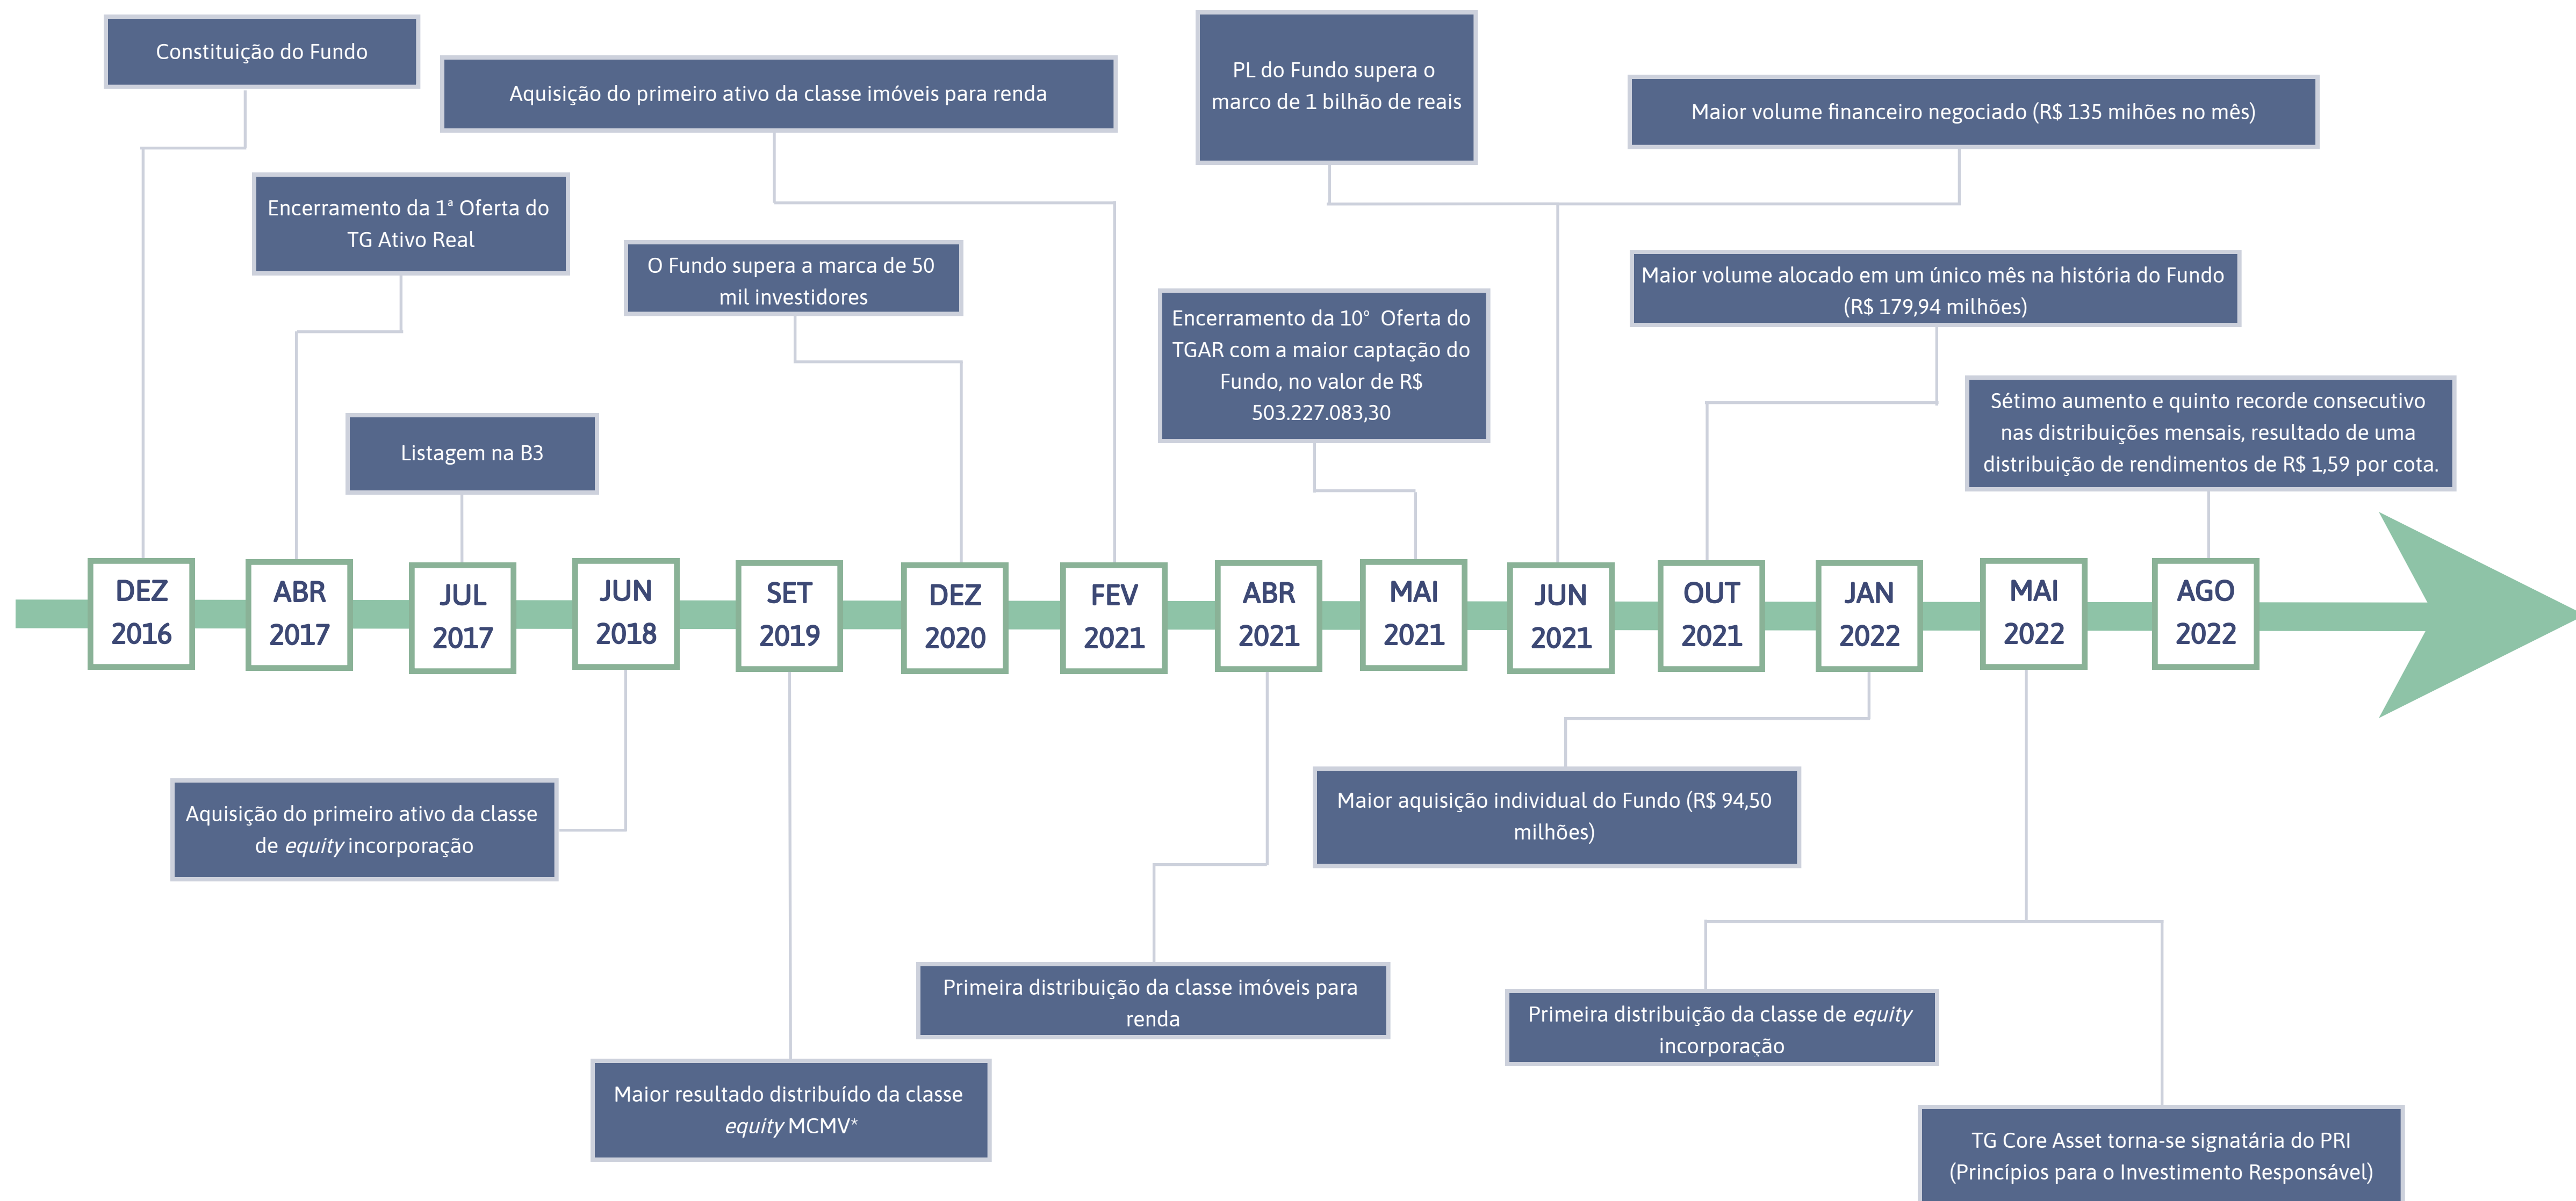 Constituição do Fundo
Aquisição do primeiro ativo da classe imóveis para renda
PL do Fundo supera o
marco de 1 bilhão de reais
Maior volume financeiro negociado (R$ 135 mihões no mês)
Encerramento da 1ª Oferta do
TG Ativo Real
O Fundo supera a marca de 50
mil investidores
Encerramento da 10º Oferta do
TGAR com a maior captação do
Fundo, no valor de R$
503.227.083,30
Maior volume alocado em um único mês na história do Fundo
(R$ 179,94 milhões)
Listagem na B3
Sétimo aumento e quinto recorde consecutivo
nas distribuições mensais, resultado de uma
distribuição de rendimentos de R$ 1,59 por cota.
DEZ
2016
ABR
2017
JUL
2017
JUN
2018
SET
2019
DEZ
2020
FEV
2021
ABR
2021
MAI
2021
JUN
2021
OUT
2021
JAN
2022
MAI
2022
AGO
2022
Aquisição do primeiro ativo da classe
de equity incorporação
Maior aquisição individual do Fundo (R$ 94,50
milhões)
Primeira distribuição da classe imóveis para
renda
Primeira distribuição da classe de equity
incorporação
Maior resultado distribuído da classe
equity MCMV*
TG Core Asset torna-se signatária do PRI
(Princípios para o Investimento Responsável)